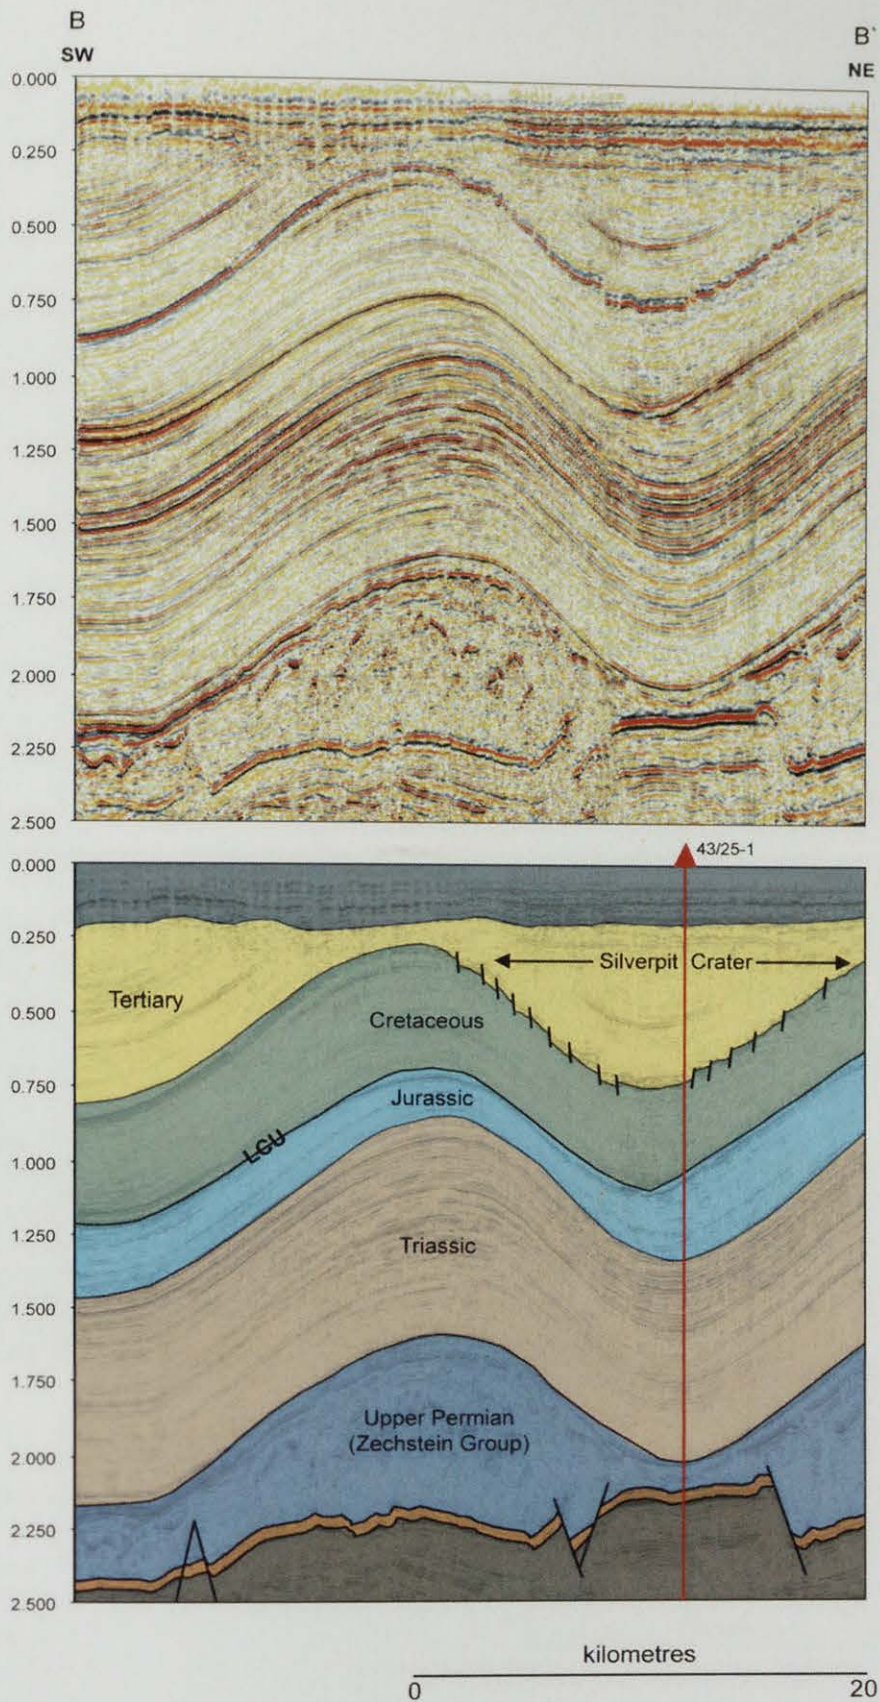 B
B'
SW
NE
0.000
0.250
0.500
0.750
1.000
1.250
1.500
1.750
2.000
2.250
2.500
43/25-1
0.000
0.250
0.500
0.750
1.000
1.250
1.500
1.750
2.000
2.250
2.500
Silverpit Crater
Tertiary
Cretaceous
Jurassic
LCU
Triassic
Upper Permian
(Zechstein Group)
kilometres
0 20